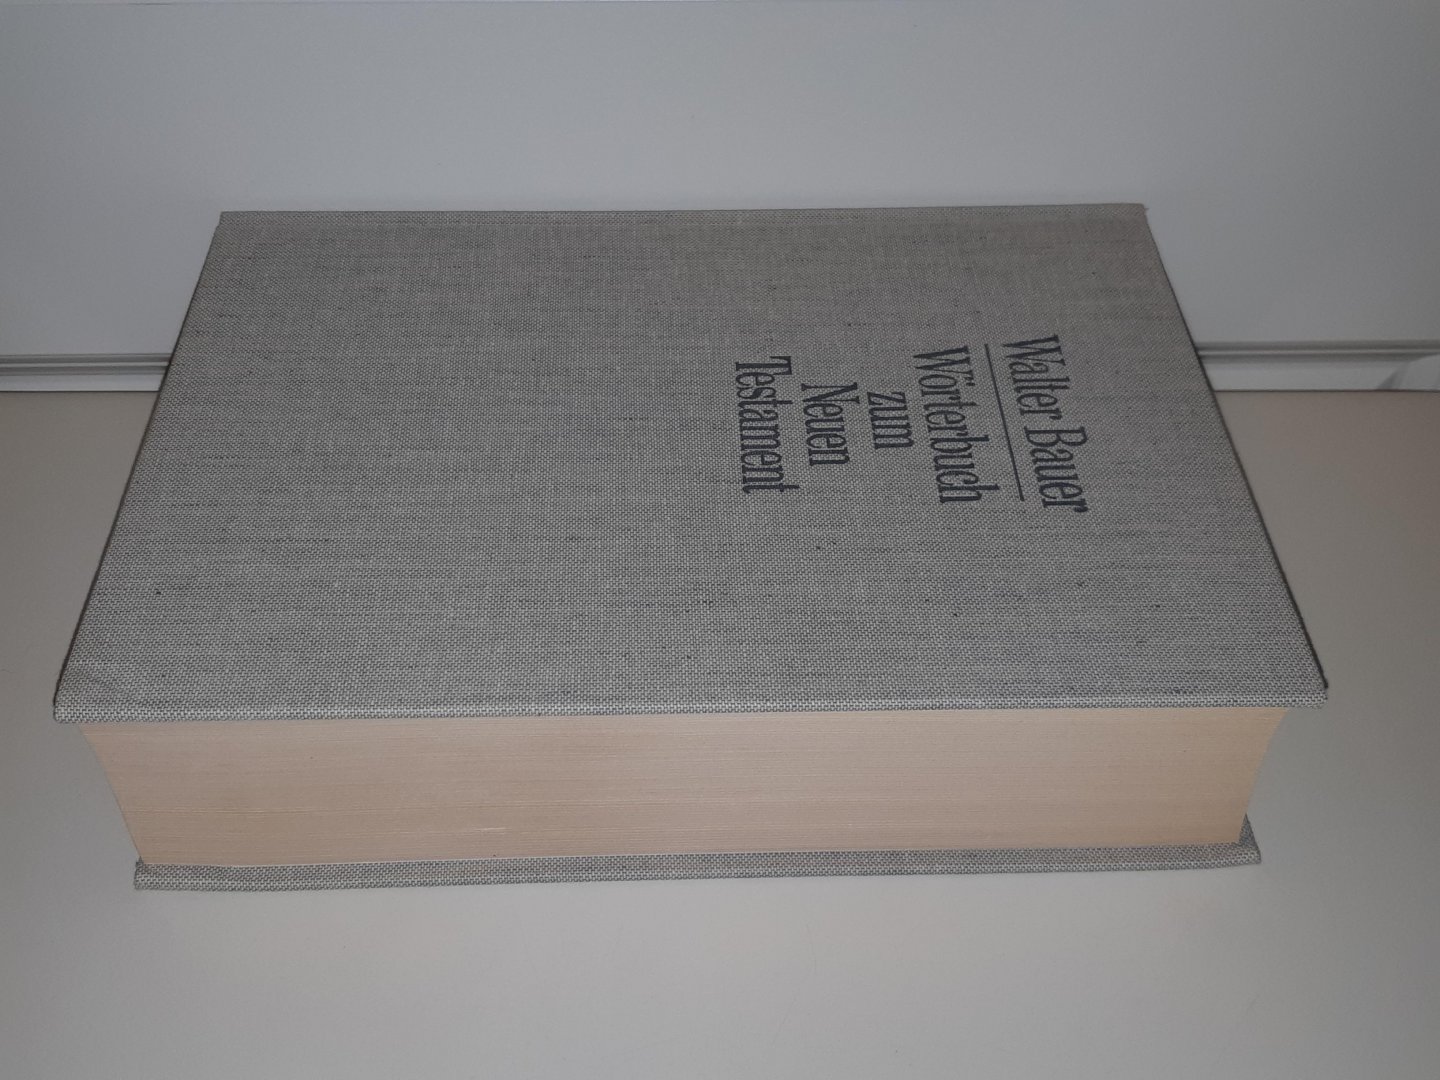 Walter Bauer
Wörterbuch
zum
Neuen
Testament